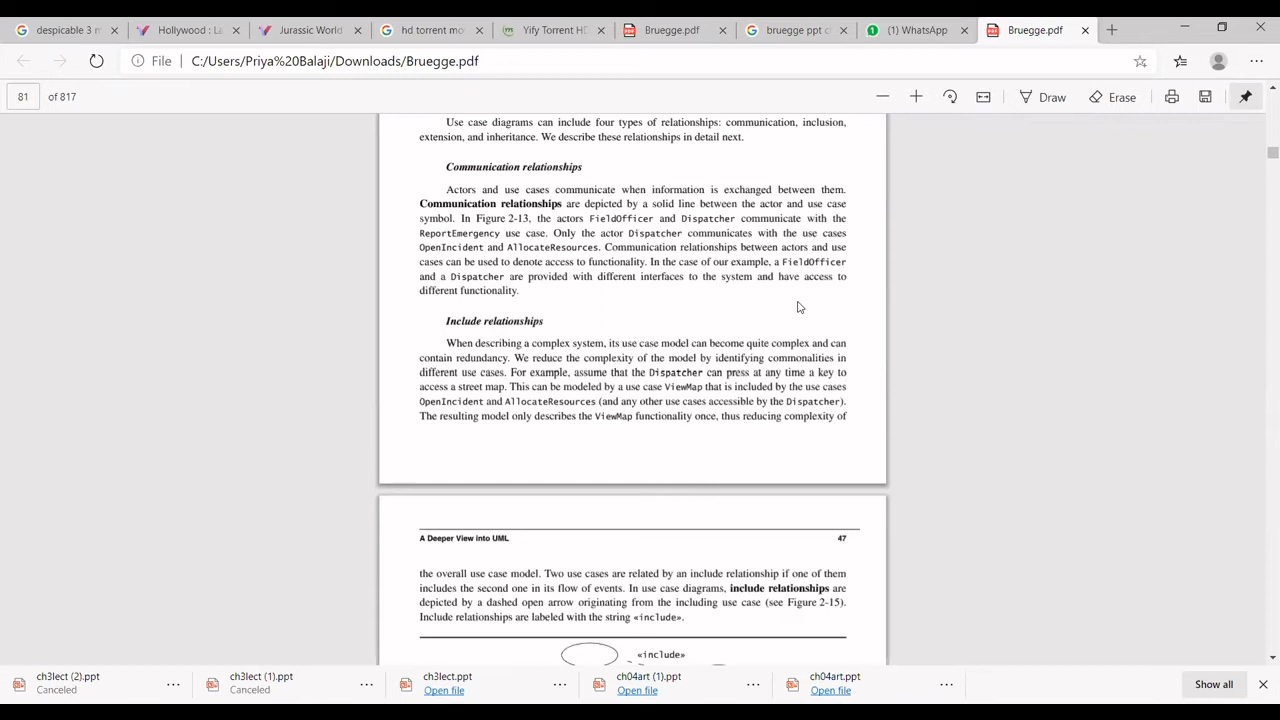 despicable 3 m
Hollywood : La
Jurassic World
hd torrent mo
Yify Torrent HD
Bruegge.pdf
bruegge ppt ch
(1) WhatsApp
Bruegge.pdf
File
C:/Users/Priya%20Balaji/Downloads/Bruegge.pdf
81 of 817
Draw
Erase
Use case diagrams can include four types of relationships: communication, inclusion,
extension, and inheritance. We describe these relationships in detail next.
Communication relationships
Actors and use cases communicate when information is exchanged between them.
Communication relationships are depicted by a solid line between the actor and use case
symbol. In Figure 2-13, the actors FieldOfficer and Dispatcher communicate with the
ReportEmergency use case. Only the actor Dispatcher communicates with the use cases
OpenIncident and AllocateResources. Communication relationships between actors and use
cases can be used to denote access to functionality. In the case of our example, a FieldOfficer
and a Dispatcher are provided with different interfaces to the system and have access to
different functionality.
Include relationships
When describing a complex system, its use case model can become quite complex and can
contain redundancy. We reduce the complexity of the model by identifying commonalities in
different use cases. For example, assume that the Dispatcher can press at any time a key to
access a street map. This can be modeled by a use case ViewMap that is included by the use cases
OpenIncident and AllocateResources (and any other use cases accessible by the Dispatcher).
The resulting model only describes the ViewMap functionality once, thus reducing complexity of
A Deeper View into UML 47
the overall use case model. Two use cases are related by an include relationship if one of them
includes the second one in its flow of events. In use case diagrams, include relationships are
depicted by a dashed open arrow originating from the including use case (see Figure 2-15).
Include relationships are labeled with the string «include».
«include»
ch3lect (2).ppt
Canceled
ch3lect (1).ppt
Canceled
ch3lect.ppt
Open file
ch04art (1).ppt
Open file
ch04art.ppt
Open file
Show all